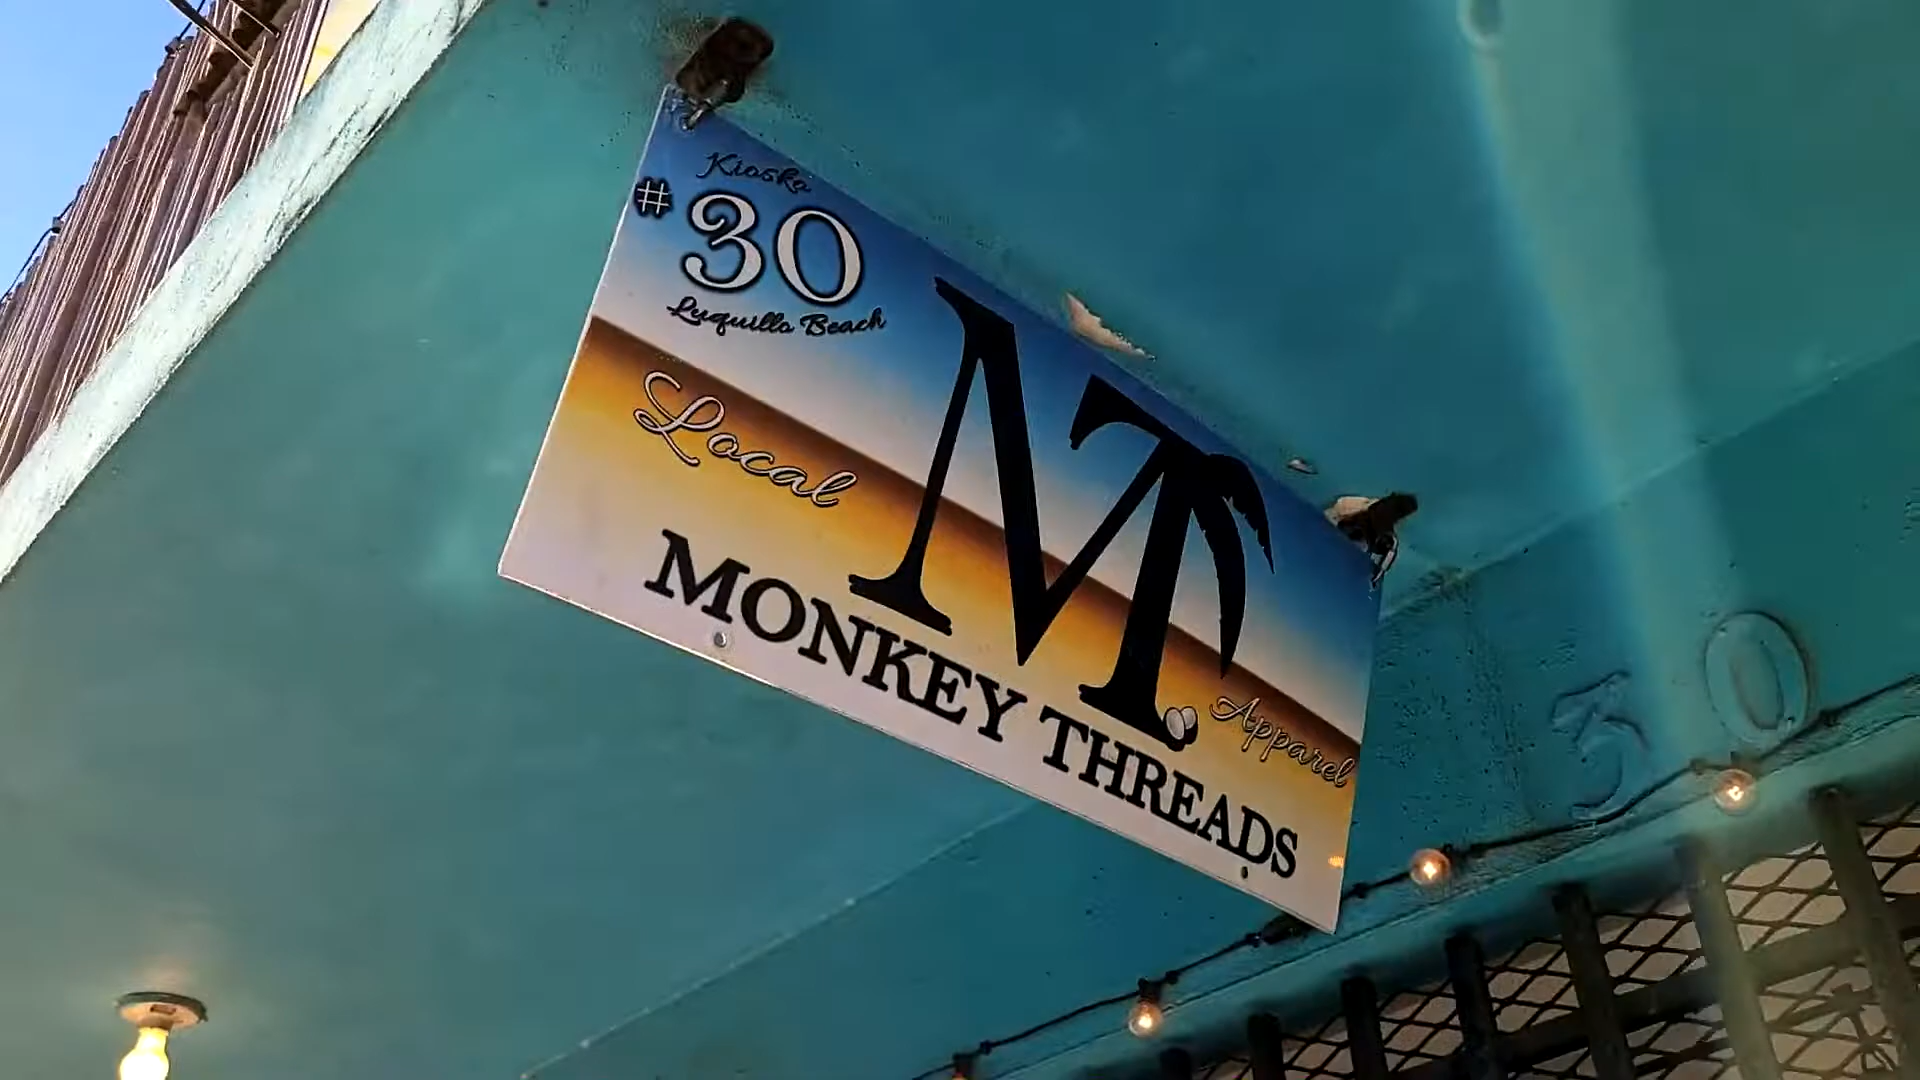 Kiosko
# 30
Luquillo Beach
Local
MT
Apparel
MONKEY THREADS
30